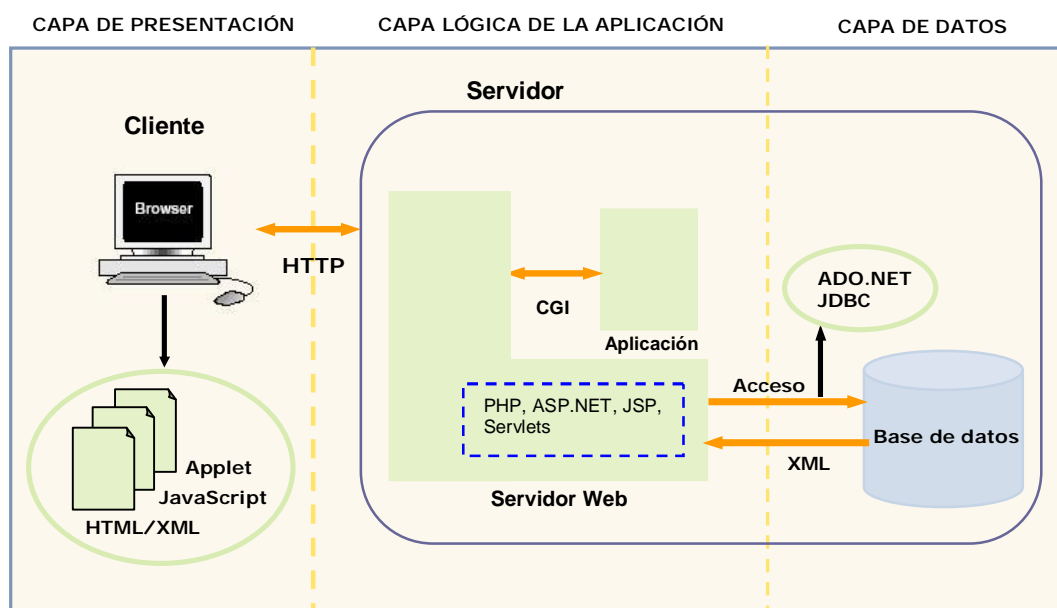 CAPA DE PRESENTACIÓN
CAPA LÓGICA DE LA APLICACIÓN
CAPA DE DATOS
Servidor
Cliente
Browser
HTTP
CGI
Aplicación
ADO.NET
JDBC
Acceso
PHP, ASP.NET, JSP,
Servlets
Base de datos
XML
Servidor Web
Applet
JavaScript
HTML/XML